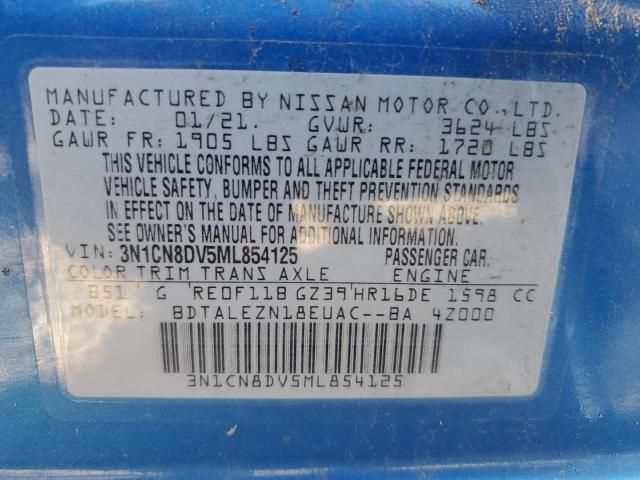 MANUFACTURED BY NISSAN MOTOR CO., LTD.
DATE: 01/21. GVWR: 3624 LBS
GAWR FR: 1905 LBS GAWR RR: 1720 LBS
THIS VEHICLE CONFORMS TO ALL APPLICABLE FEDERAL MOTOR
VEHICLE SAFETY, BUMPER AND THEFT PREVENTION STANDARDS
IN EFFECT ON THE DATE OF MANUFACTURE SHOWN ABOVE.
SEE OWNER'S MANUAL FOR ADDITIONAL INFORMATION.
VIN: 3N1CN8DV5ML854125 PASSENGER CAR.
COLOR TRIM TRANS AXLE ENGINE
B51 G RE0F11B GZ39 HR16DE 1598 CC
MODEL: BDTALEZN18EUAC--BA 4Z000
3N1CN8DV5ML854125